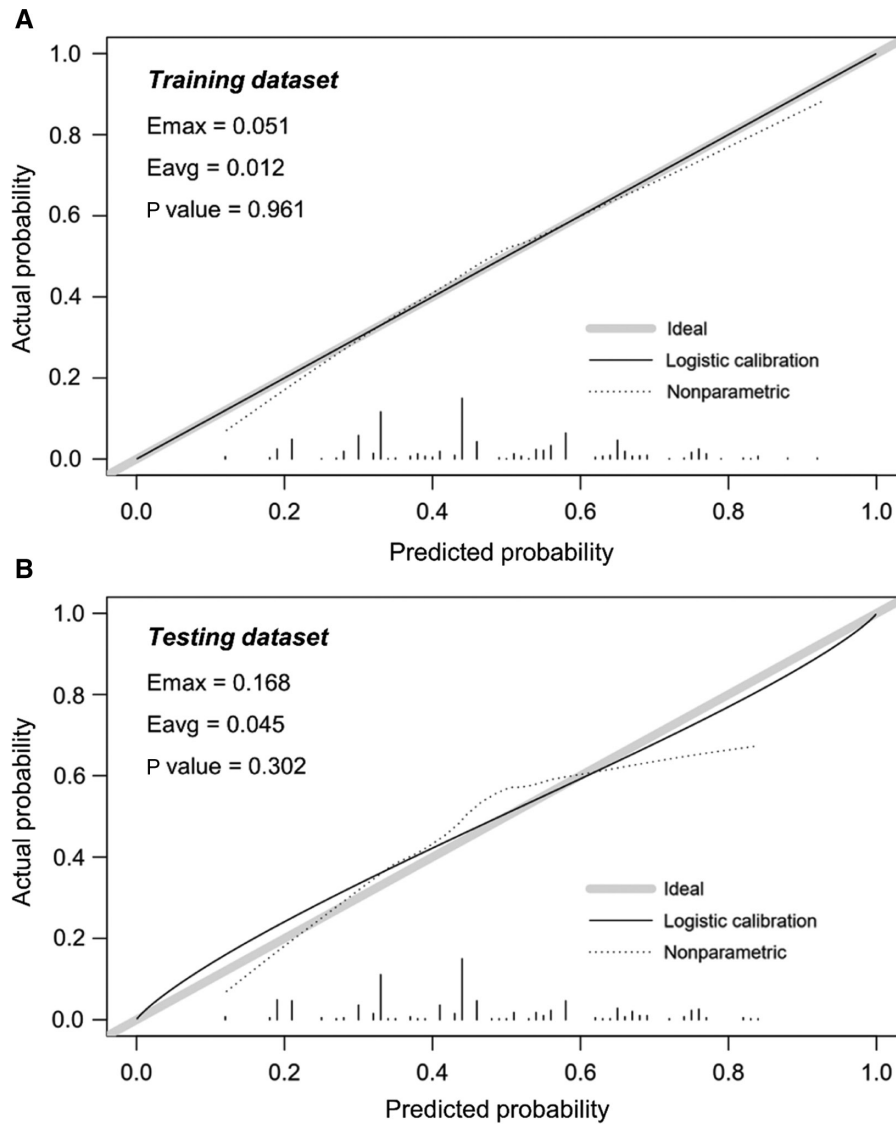 A
Training dataset
Emax = 0.051
Eavg = 0.012
P value = 0.961
Actual probability
1.0
0.8
0.6
0.4
0.2
0.0
Ideal
Logistic calibration
Nonparametric
0.0 0.2 0.4 0.6 0.8 1.0
Predicted probability
B
Testing dataset
Emax = 0.168
Eavg = 0.045
P value = 0.302
Actual probability
1.0
0.8
0.6
0.4
0.2
0.0
Ideal
Logistic calibration
Nonparametric
0.0 0.2 0.4 0.6 0.8 1.0
Predicted probability